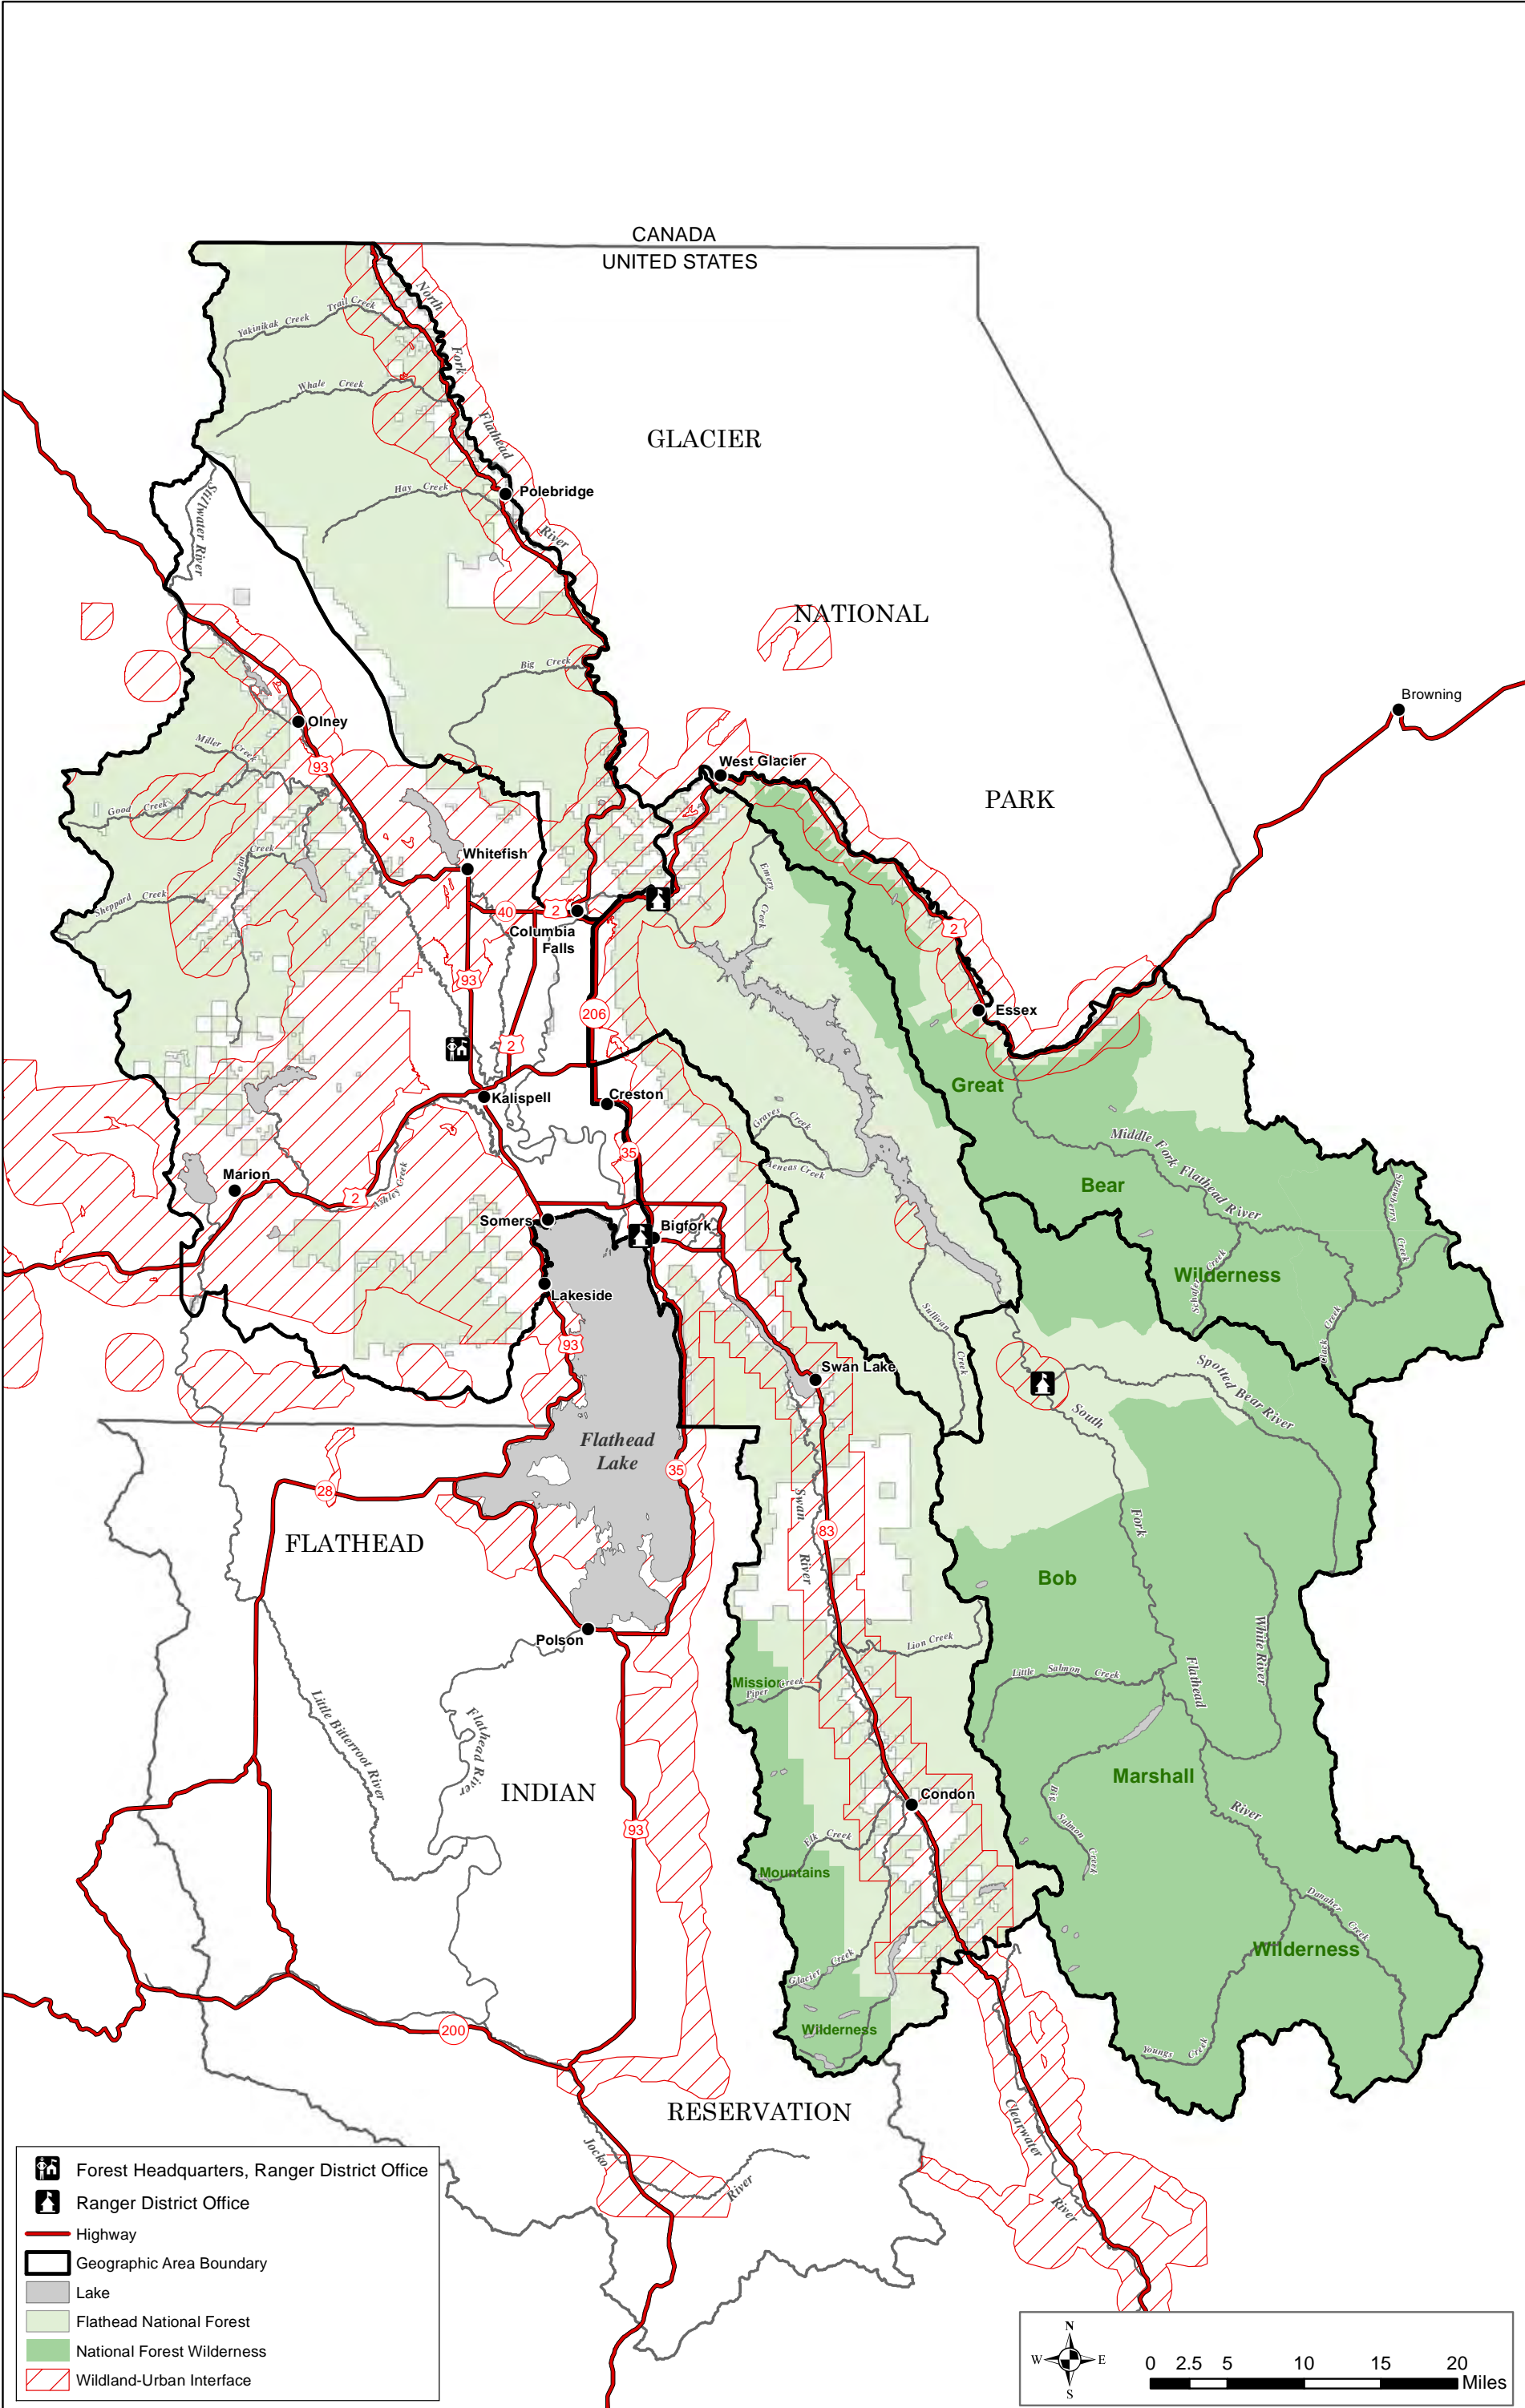 CANADA
UNITED STATES
North
Fork
Flathead
River
Trail Creek
Yakinikak Creek
Whale Creek
GLACIER
Hay Creek
Polebridge
Stillwater River
NATIONAL
Big Creek
Browning
Olney
93
Miller Creek
West Glacier
PARK
Good Creek
Whitefish
Logan Creek
Emery Creek
Sheppard Creek
40
2
Columbia
Falls
2
93
206
Essex
2
Great
Kalispell
Creston
Graves Creek
Middle Fork Flathead River
35
Aeneas Creek
Marion
Bear
Strawberry Creek
2
Ashley Creek
Somers
Bigfork
Schafer Creek
Wilderness
Lakeside
Sullivan Creek
93
Clack Creek
Swan Lake
Spotted Bear River
South
Fork
Flathead
River
Flathead
Lake
35
28
Swan River
83
FLATHEAD
Bob
Polson
Lion Creek
White River
Little Salmon Creek
Mission
Piper Creek
Little Bitterroot River
Flathead River
INDIAN
Marshall
Condon
Big Salmon Creek
93
Elk Creek
Mountains
Danaher Creek
Wilderness
Glacier Creek
200
Wilderness
Youngs Creek
RESERVATION
Clearwater River
Jocko River
Forest Headquarters, Ranger District Office
Ranger District Office
Highway
Geographic Area Boundary
Lake
Flathead National Forest
National Forest Wilderness
Wildland-Urban Interface
N
W E
S
0 2.5 5 10 15 20
Miles